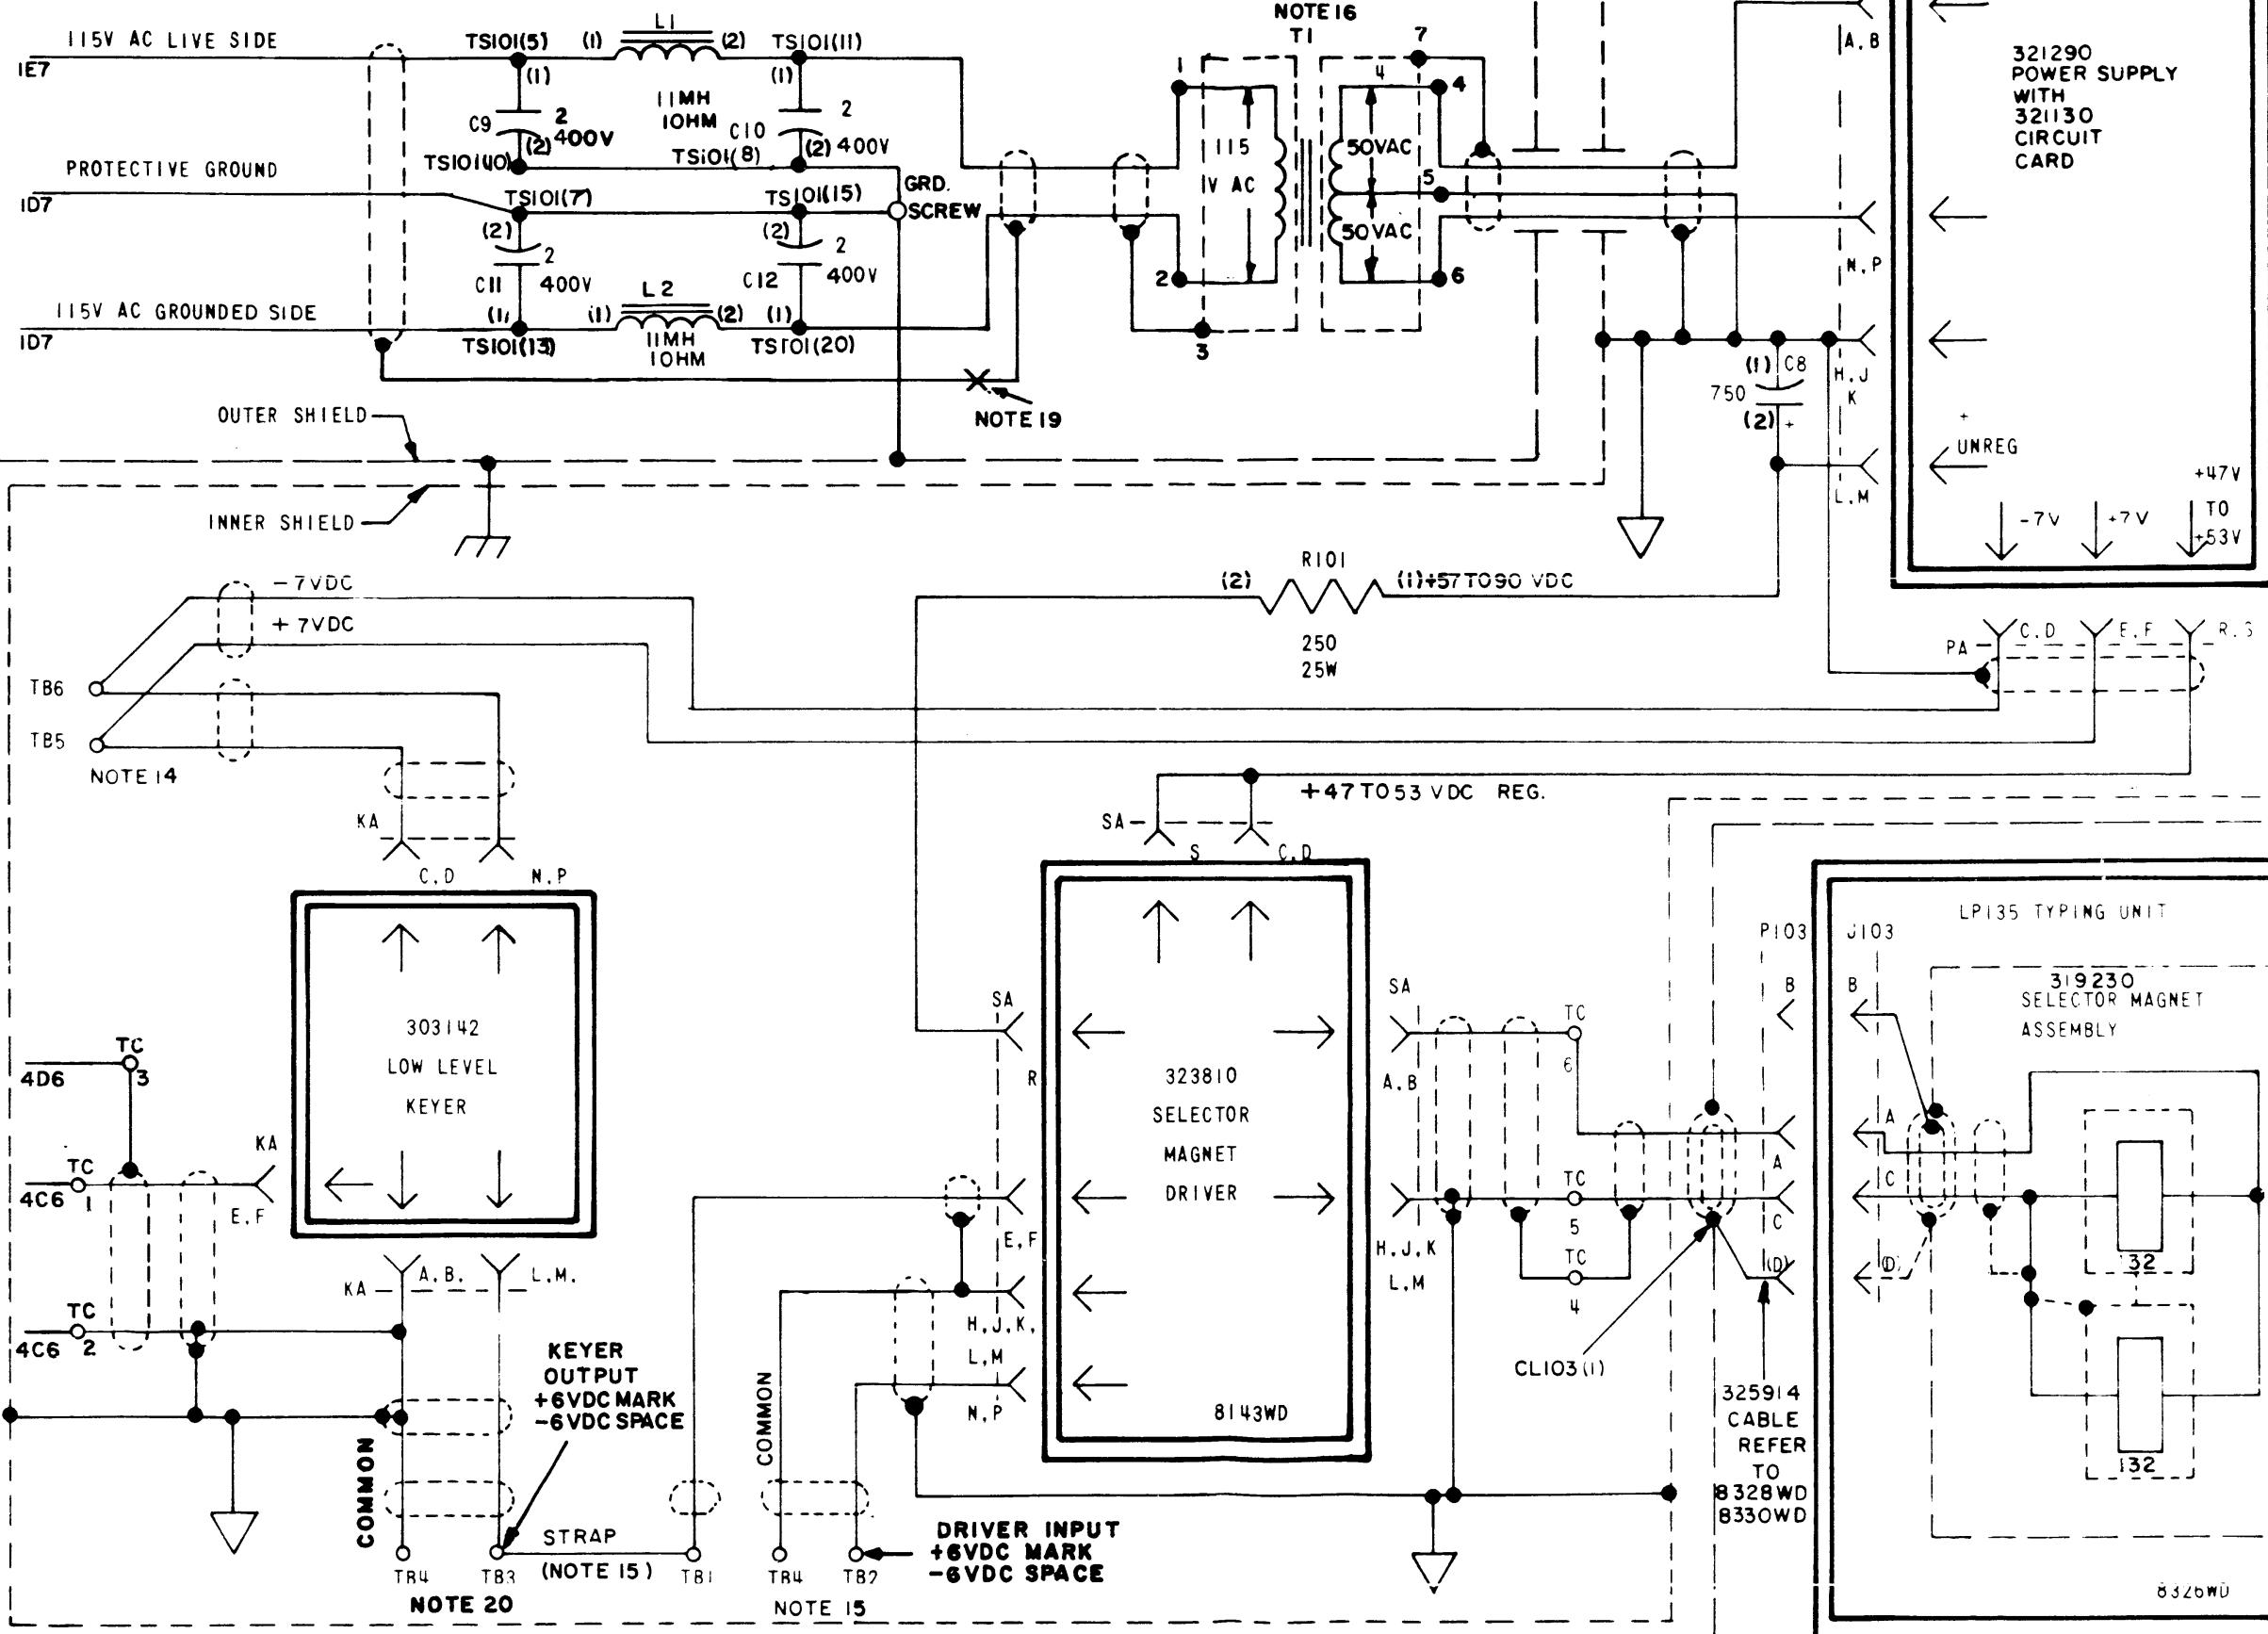 NOTE 16
T1
L1
115V AC LIVE SIDE
1E7
TS101(5)
(1)
(2)
TS101(11)
(1)
(1)
C9
2
400V
(2)
11MH
10HM
C10
2
(2) 400V
TS101(10)
TS101(8)
PROTECTIVE GROUND
1D7
TS101(7)
TS101(15)
GRD.
SCREW
(2)
2
C11
400V
(2)
2
C12
400V
115V AC GROUNDED SIDE
1D7
(1)
(1)
L2
(2)
(1)
TS101(13)
11MH
10HM
TS101(20)
1
115
V AC
2
3
7
4
4
50VAC
5
50VAC
6
A,B
321290
POWER SUPPLY
WITH
321130
CIRCUIT
CARD
N,P
(1) C8
750
(2) +
H,J
K
+
UNREG
L,M
-7V
+7V
+47V
TO
+53V
NOTE 19
OUTER SHIELD
INNER SHIELD
R101
(2)
(1)+57 TO 90 VDC
250
25W
-7VDC
+7VDC
TB6
TB5
NOTE 14
PA
C,D
E,F
R,S
+47 TO 53 VDC REG.
KA
C,D
N,P
SA
S
C,D
303142
LOW LEVEL
KEYER
4D6
TC
3
4C6
TC
1
KA
E,F
4C6
TC
2
KA
A,B.
L,M.
KEYER
OUTPUT
+6VDC MARK
-6VDC SPACE
COMMON
TB4
TB3
STRAP
(NOTE 15)
TB1
NOTE 20
SA
R
323810
SELECTOR
MAGNET
DRIVER
8143WD
E,F
H,J,K,
L,M
N,P
COMMON
TB4
TB2
NOTE 15
DRIVER INPUT
+6VDC MARK
-6VDC SPACE
SA
A,B
H,J,K
L,M
TC
6
TC
5
TC
4
CL103(1)
325914
CABLE
REFER
TO
8328WD
8330WD
P103
J103
B
B
A
A
C
C
(D)
(D)
LP135 TYPING UNIT
319230
SELECTOR MAGNET
ASSEMBLY
132
132
8326WD